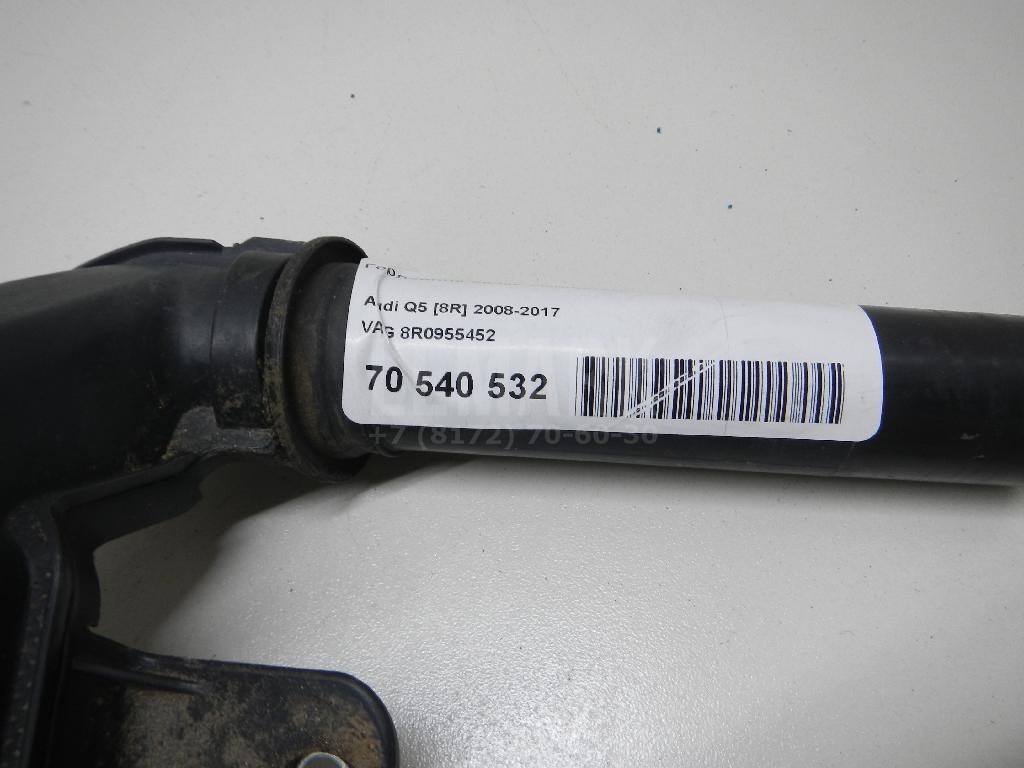 Audi Q5 [8R] 2008-2017
VAG 8R0955452
70 540 532
+7 (8172) 70-60-30